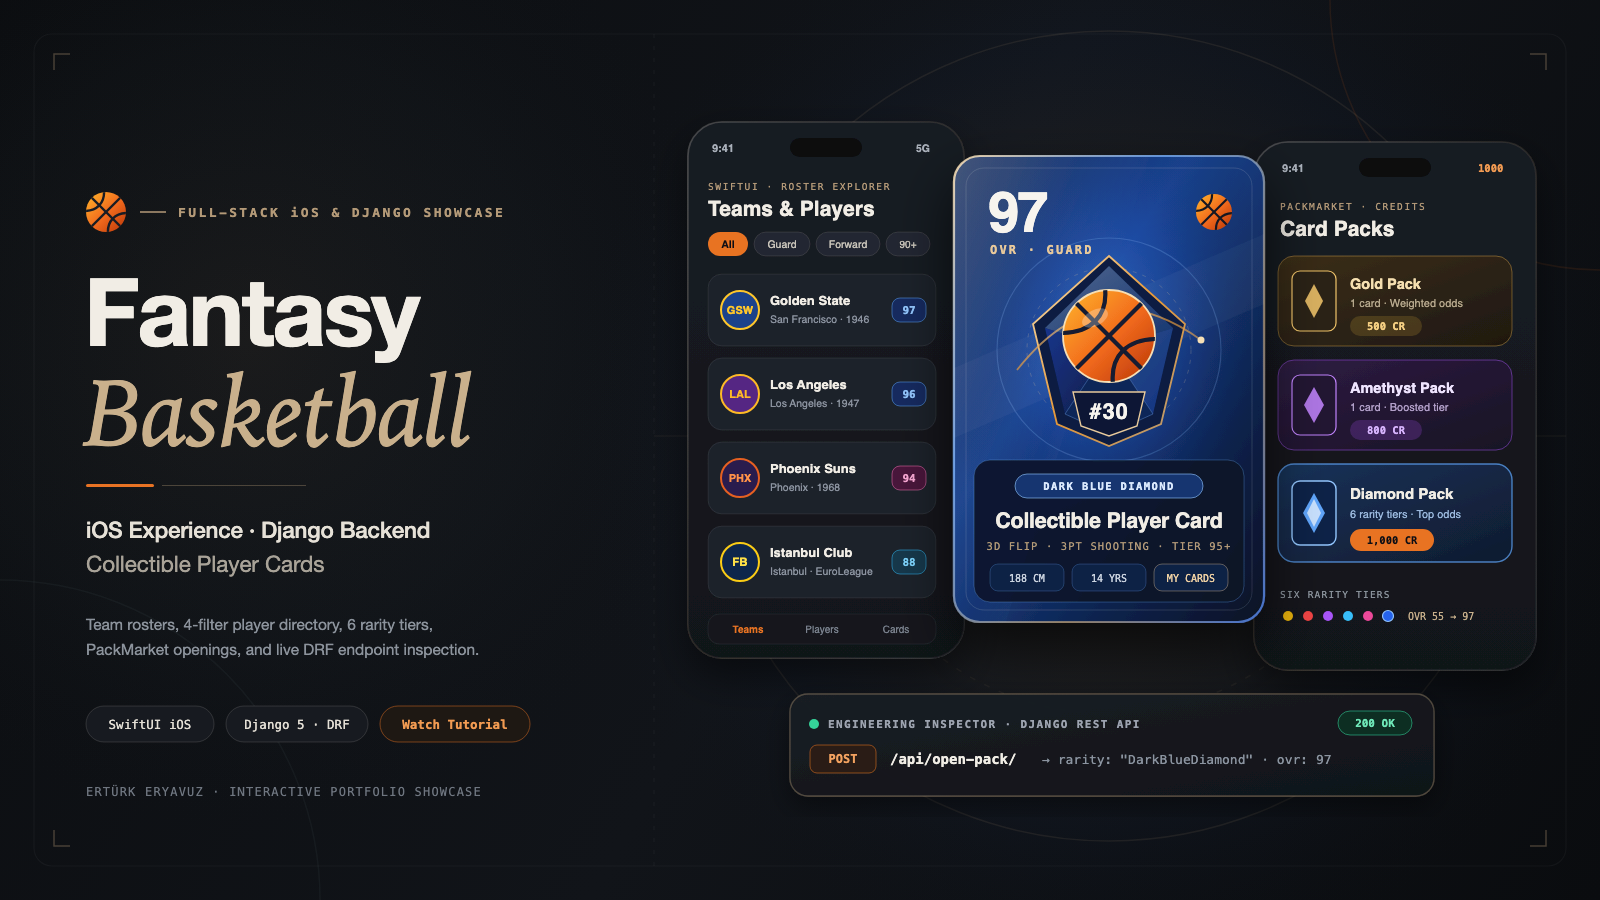 FULL-STACK iOS & DJANGO SHOWCASE
Fantasy
Basketball
iOS Experience · Django Backend
Collectible Player Cards
Team rosters, 4-filter player directory, 6 rarity tiers,
PackMarket openings, and live DRF endpoint inspection.
SwiftUI iOS
Django 5 · DRF
Watch Tutorial
ERTÜRK ERYAVUZ · INTERACTIVE PORTFOLIO SHOWCASE
9:41
5G
SWIFTUI · ROSTER EXPLORER
Teams & Players
All
Guard
Forward
90+
GSW
Golden State
San Francisco · 1946
97
LAL
Los Angeles
Los Angeles · 1947
96
PHX
Phoenix Suns
Phoenix · 1968
94
FB
Istanbul Club
Istanbul · EuroLeague
88
Teams
Players
Cards
97
OVR · GUARD
#30
DARK BLUE DIAMOND
Collectible Player Card
3D FLIP · 3PT SHOOTING · TIER 95+
188 CM
14 YRS
MY CARDS
9:41
1000
PACKMARKET · CREDITS
Card Packs
Gold Pack
1 card · Weighted odds
500 CR
Amethyst Pack
1 card · Boosted tier
800 CR
Diamond Pack
6 rarity tiers · Top odds
1,000 CR
SIX RARITY TIERS
OVR 55 → 97
ENGINEERING INSPECTOR · DJANGO REST API
200 OK
POST
/api/open-pack/
→ rarity: "DarkBlueDiamond" · ovr: 97